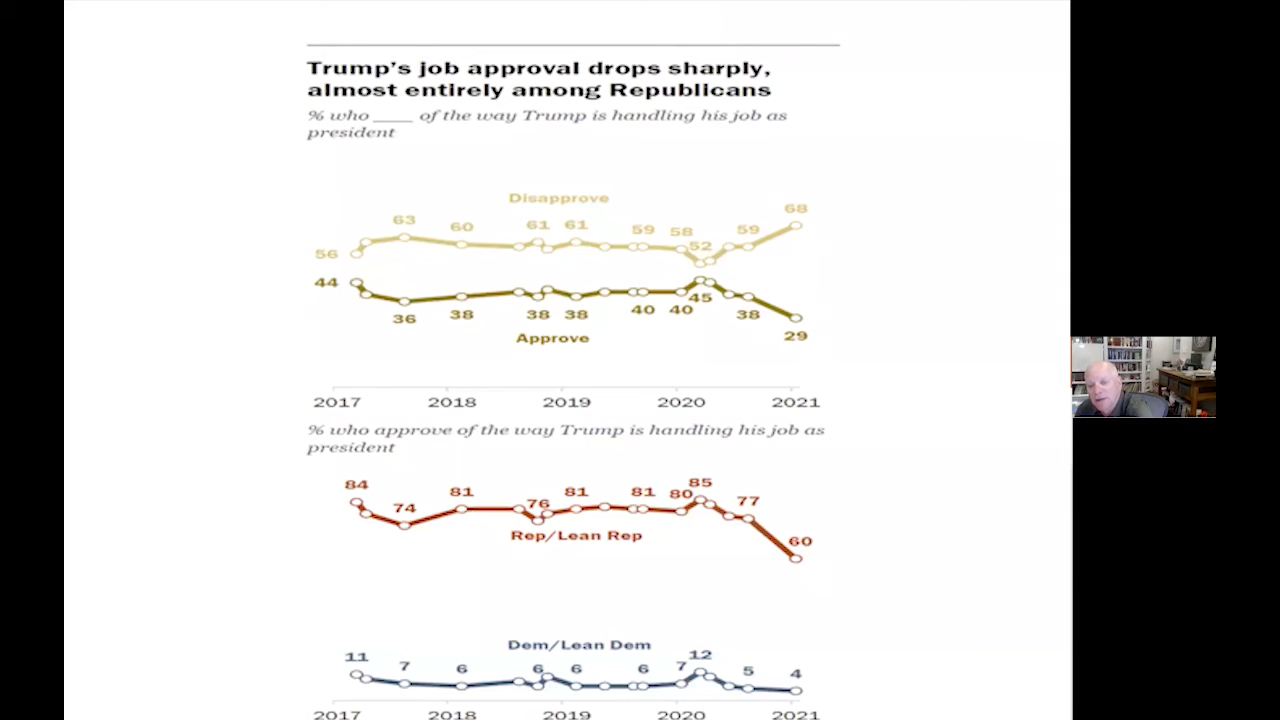 Trump's job approval drops sharply,
almost entirely among Republicans
% who ____ of the way Trump is handling his job as
president
Disapprove
56 63 60 61 61 59 58 52 59 68
44 36 38 38 38 40 40 45 38 29
Approve
2017 2018 2019 2020 2021
% who approve of the way Trump is handling his job as
president
84 74 81 76 81 81 80 85 77 60
Rep/Lean Rep
Dem/Lean Dem
11 7 6 6 6 6 7 12 5 4
2017 2018 2019 2020 2021